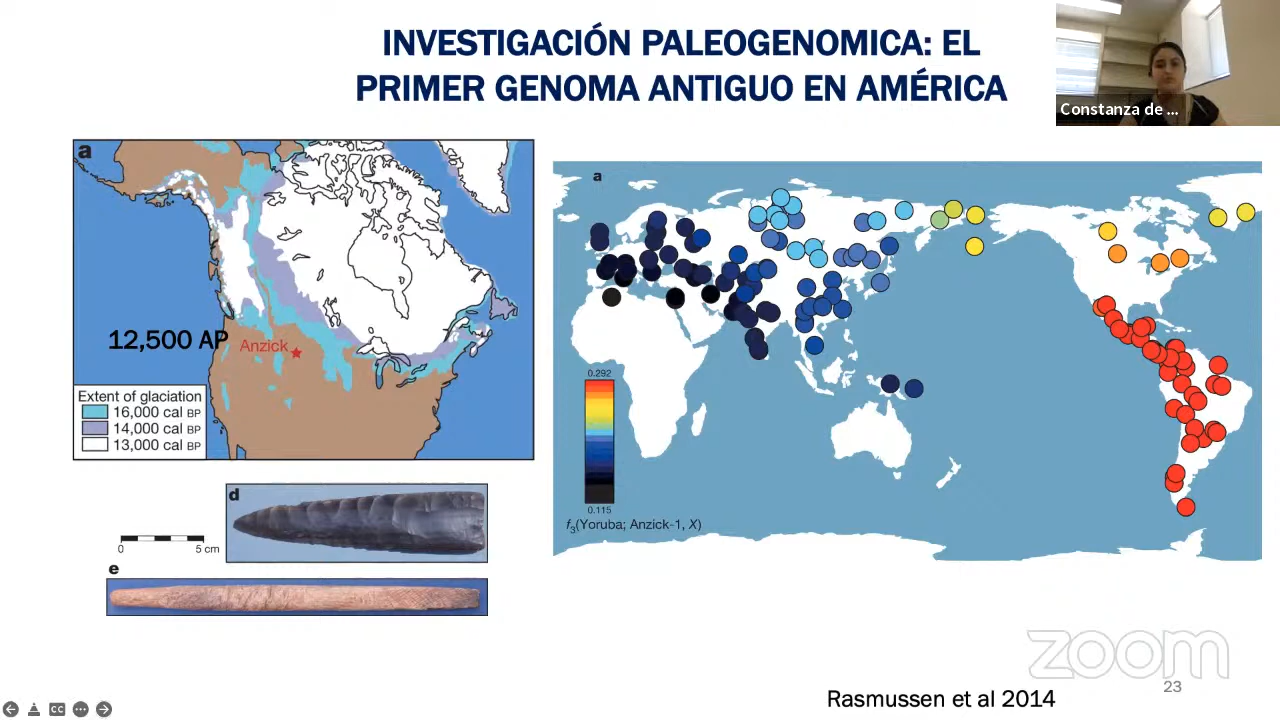 INVESTIGACIÓN PALEOGENOMICA: EL
PRIMER GENOMA ANTIGUO EN AMÉRICA
Constanza de ...
a
12,500 AP
Anzick
Extent of glaciation
16,000 cal BP
14,000 cal BP
13,000 cal BP
a
0.292
0.115
f3(Yoruba; Anzick-1, X)
d
0 5 cm
e
zoom
Rasmussen et al 2014
23
CC